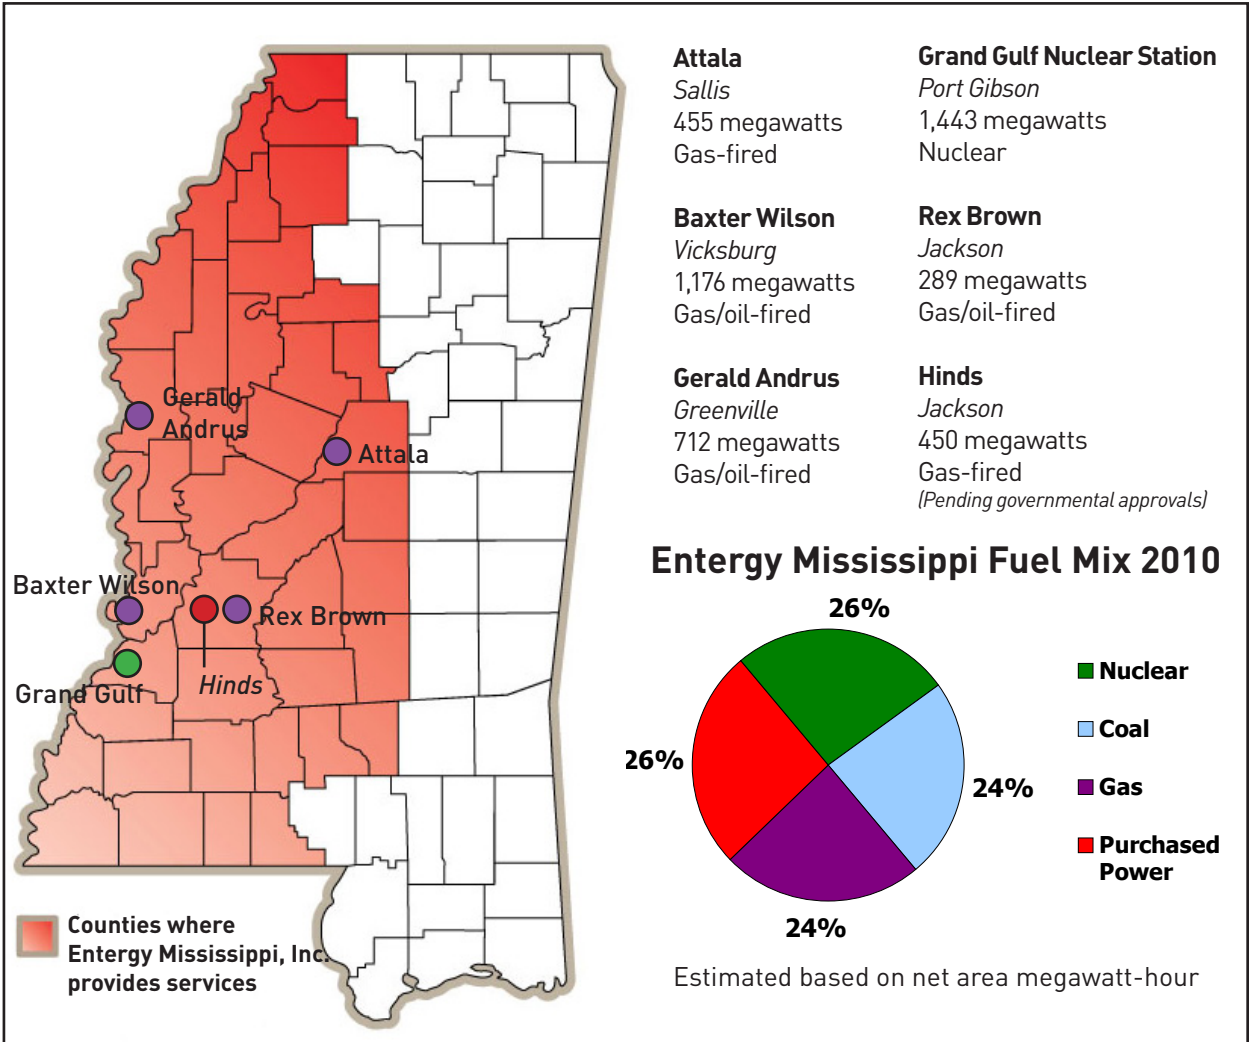 Attala
Sallis
455 megawatts
Gas-fired
Grand Gulf Nuclear Station
Port Gibson
1,443 megawatts
Nuclear
Baxter Wilson
Vicksburg
1,176 megawatts
Gas/oil-fired
Rex Brown
Jackson
289 megawatts
Gas/oil-fired
Gerald Andrus
Greenville
712 megawatts
Gas/oil-fired
Hinds
Jackson
450 megawatts
Gas-fired
(Pending governmental approvals)
Gerald
Andrus
Attala
Baxter Wilson
Rex Brown
Hinds
Grand Gulf
Counties where
Entergy Mississippi, Inc.
provides services
Entergy Mississippi Fuel Mix 2010
26%
26%
24%
24%
Nuclear
Coal
Gas
Purchased
Power
Estimated based on net area megawatt-hour